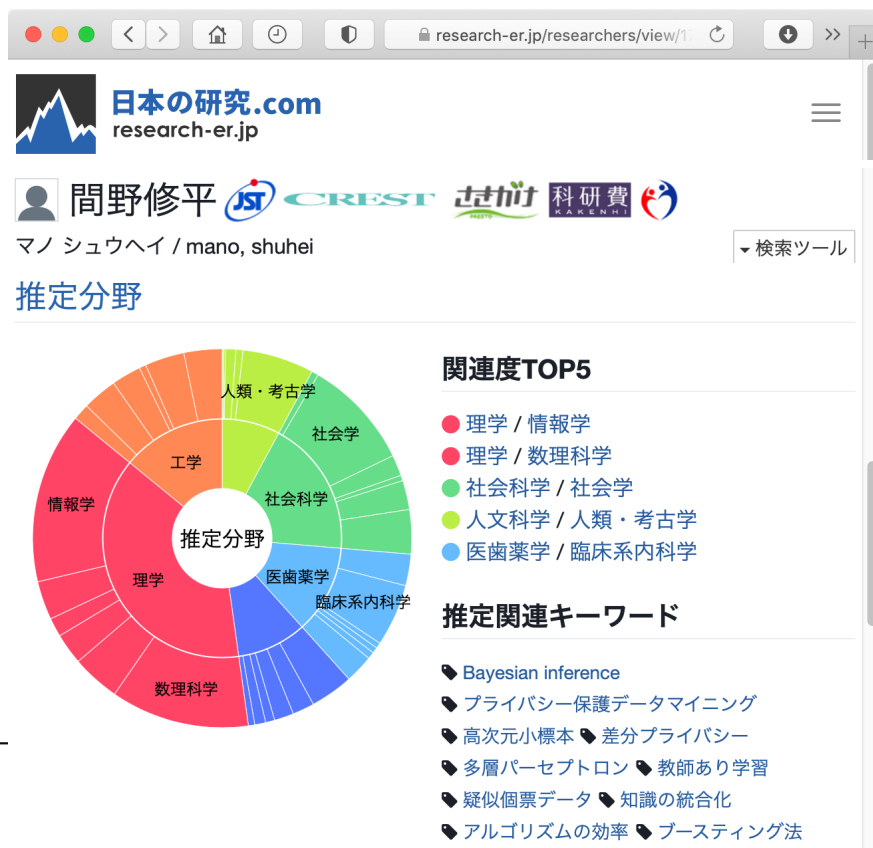 research-er.jp/researchers/view/1
日本の研究.com
research-er.jp
間野修平 JST CREST さきがけ PRESTO 科研費 KAKENHI
マノ シュウヘイ / mano, shuhei
検索ツール
推定分野
関連度TOP5
理学 / 情報学
理学 / 数理科学
社会科学 / 社会学
人文科学 / 人類・考古学
医歯薬学 / 臨床系内科学
人類・考古学
社会学
工学
社会科学
情報学
推定分野
理学
医歯薬学
臨床系内科学
数理科学
推定関連キーワード
Bayesian inference
プライバシー保護データマイニング
高次元小標本 差分プライバシー
多層パーセプトロン 教師あり学習
疑似個票データ 知識の統合化
アルゴリズムの効率 ブースティング法